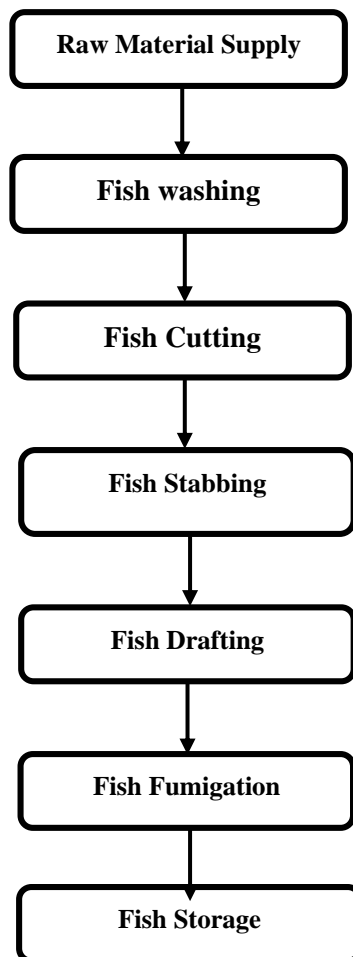 Raw Material Supply
Fish washing
Fish Cutting
Fish Stabbing
Fish Drafting
Fish Fumigation
Fish Storage